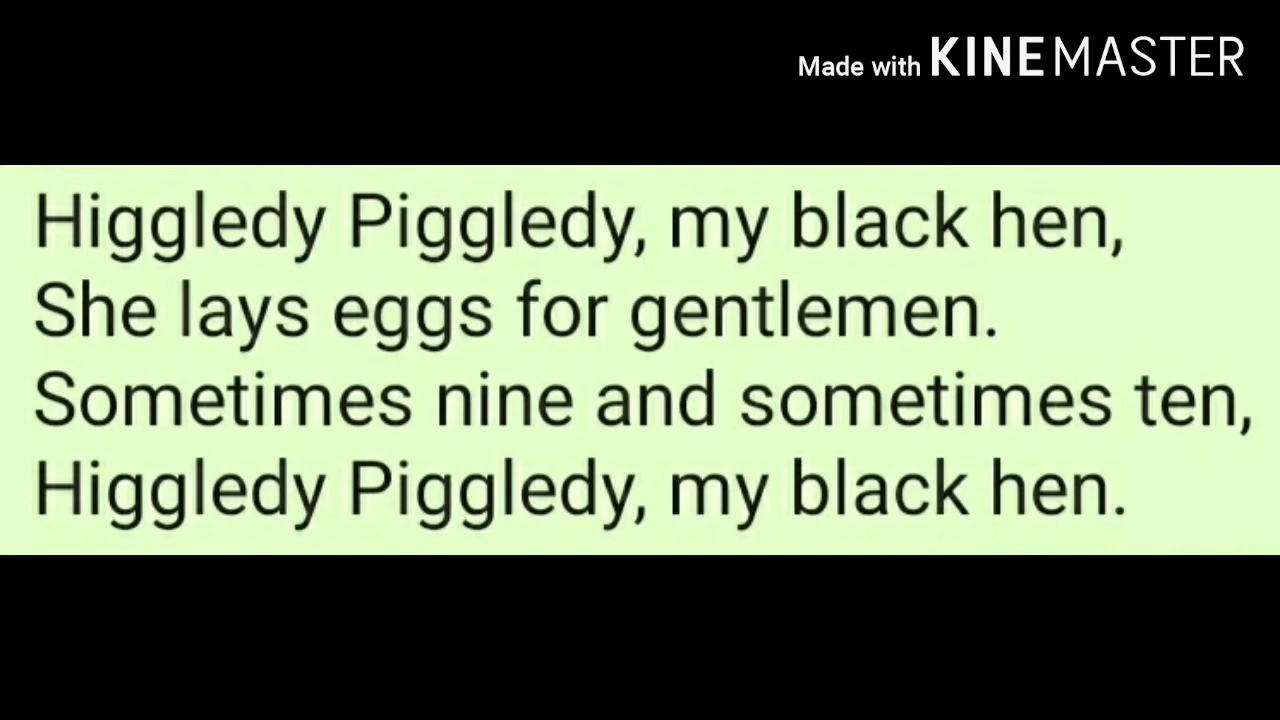 Made with KINEMASTER
Higgledy Piggledy, my black hen,
She lays eggs for gentlemen.
Sometimes nine and sometimes ten,
Higgledy Piggledy, my black hen.